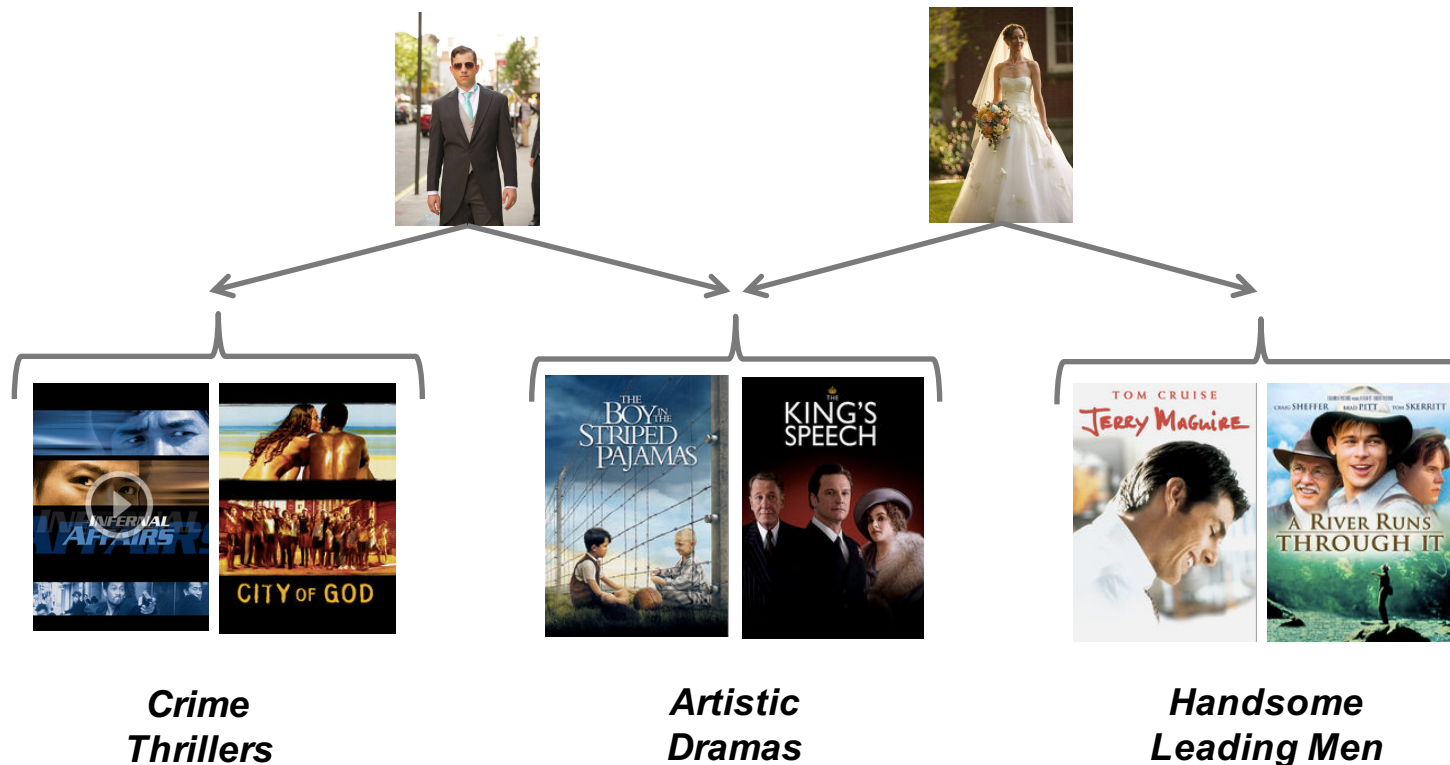 INFERNAL
AFFAIRS
CITY OF GOD
THE
BOY IN THE
STRIPED
PAJAMAS
THE
KING'S
SPEECH
TOM CRUISE
JERRY MAGUIRE
CRAIG SHEFFER BRAD PITT TOM SKERRITT
A RIVER RUNS
THROUGH IT
Crime
Thrillers
Artistic
Dramas
Handsome
Leading Men